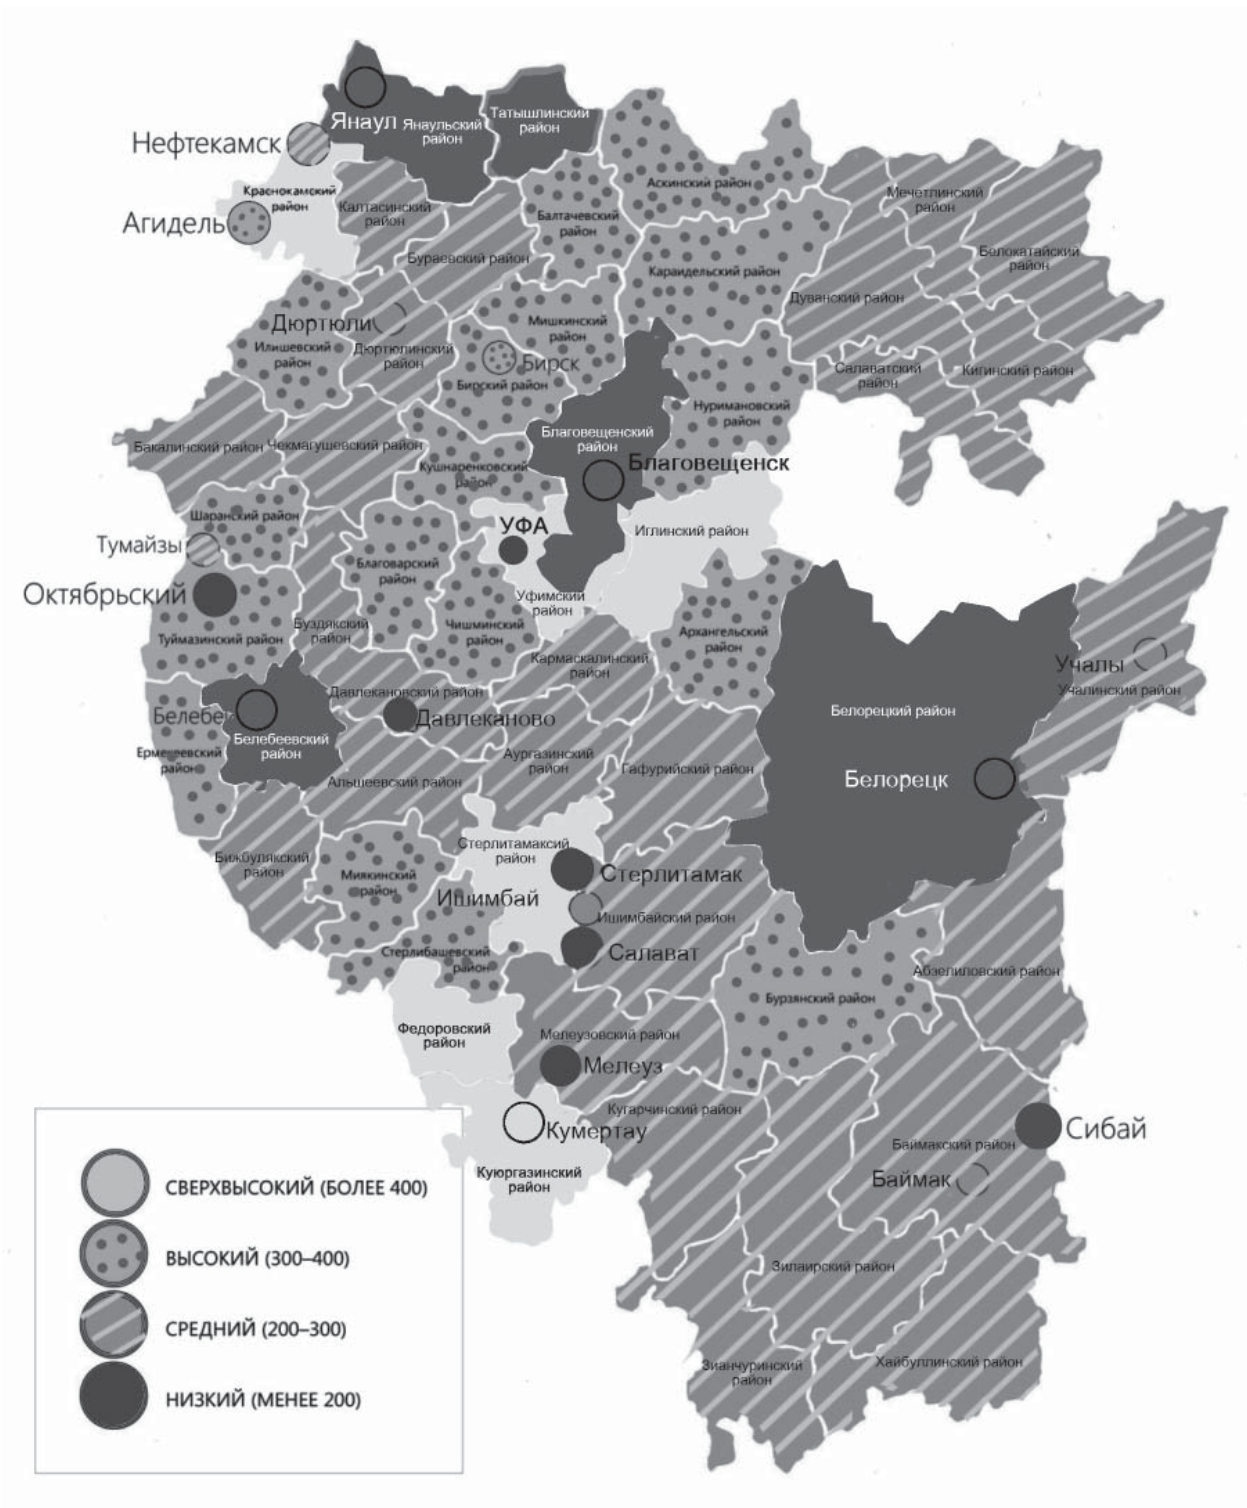 Янаул
Янаульский
район
Татышлинский
район
Нефтекамск
Краснокамский
район
Калтасинский
район
Агидель
Аскинский район
Балтачевский
район
Мечетлинский
район
Бураевский район
Караидельский район
Белокатайский
район
Дуванский район
Дюртюли
Мишкинский
район
Илишевский
район
Дюртюлинский
район
Бирск
Бирский район
Салаватский
район
Кигинский район
Нуримановский
район
Благовещенский
район
Бакалинский район
Чекмагушевский район
Кушнаренковский
район
Благовещенск
Шаранский район
УФА
Иглинский район
Тумайзы
Благоварский
район
Октябрьский
Уфимский
район
Туймазинский район
Буздякский
район
Чишминский
район
Архангельский
район
Кармаскалинский
район
Учалы
Учалинский район
Давлекановский район
Белебей
Давлеканово
Белорецкий район
Белебеевский
район
Ермекеевский
район
Аургазинский
район
Альшеевский район
Гафурийский район
Белорецк
Стерлитамаксий
район
Бижбулякский
район
Миякинский
район
Стерлитамак
Ишимбай
Ишимбайский район
Стерлибашевский
район
Салават
Абзелиловский район
Бурзянский район
Федоровский
район
Мелеузовский район
Мелеуз
Кугарчинский район
Кумертау
Сибай
Баймакский район
Куюргазинский
район
Баймак
Зилаирский район
Зианчуринский
район
Хайбуллинский район
СВЕРХВЫСОКИЙ (БОЛЕЕ 400)
ВЫСОКИЙ (300–400)
СРЕДНИЙ (200–300)
НИЗКИЙ (МЕНЕЕ 200)